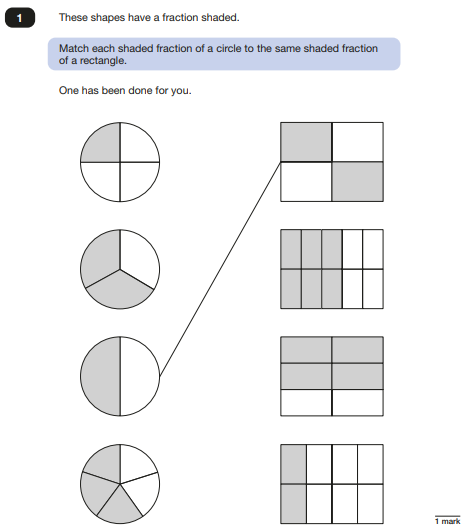 1
These shapes have a fraction shaded.
Match each shaded fraction of a circle to the same shaded fraction
of a rectangle.
One has been done for you.
1 mark